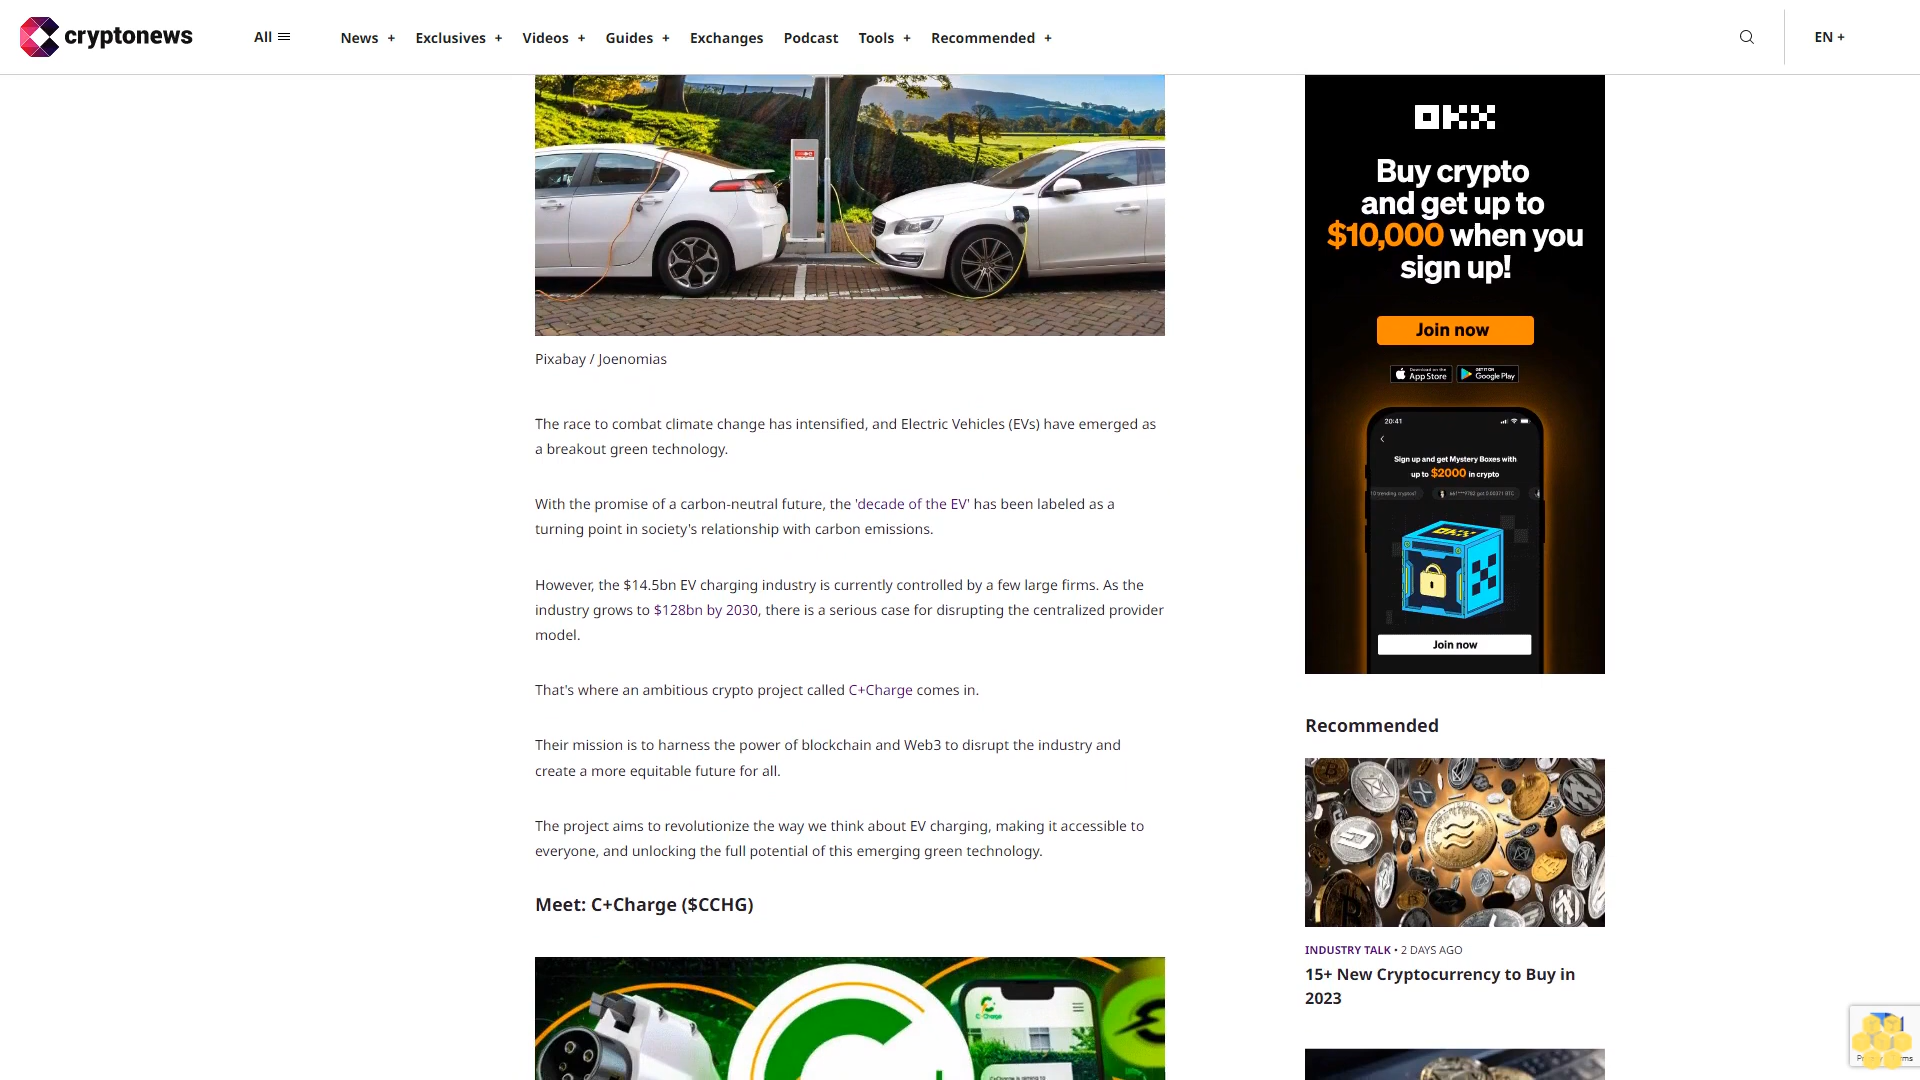 cryptonews
All
News +
Exclusives +
Videos +
Guides +
Exchanges
Podcast
Tools +
Recommended +
EN +
Pixabay / Joenomias
The race to combat climate change has intensified, and Electric Vehicles (EVs) have emerged as
a breakout green technology.
With the promise of a carbon-neutral future, the 'decade of the EV' has been labeled as a
turning point in society's relationship with carbon emissions.
However, the $14.5bn EV charging industry is currently controlled by a few large firms. As the
industry grows to $128bn by 2030, there is a serious case for disrupting the centralized provider
model.
That's where an ambitious crypto project called C+Charge comes in.
Their mission is to harness the power of blockchain and Web3 to disrupt the industry and
create a more equitable future for all.
The project aims to revolutionize the way we think about EV charging, making it accessible to
everyone, and unlocking the full potential of this emerging green technology.
Meet: C+Charge ($CCHG)
C+Charge
OKX
Buy crypto
and get up to
$10,000 when you
sign up!
Join now
Download on the
App Store
GET IT ON
Google Play
20:41
Sign up and get Mystery Boxes with
up to $2000 in crypto
OKX
Join now
Recommended
INDUSTRY TALK • 2 DAYS AGO
15+ New Cryptocurrency to Buy in
2023